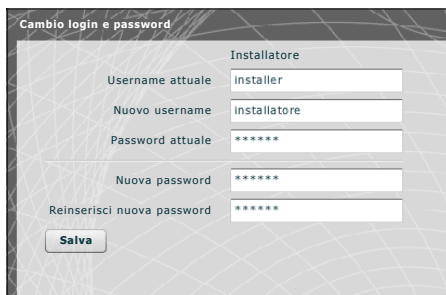 Cambio login e password
Installatore
Username attuale installer
Nuovo username installatore
Password attuale ******
Nuova password ******
Reinserisci nuova password ******
Salva